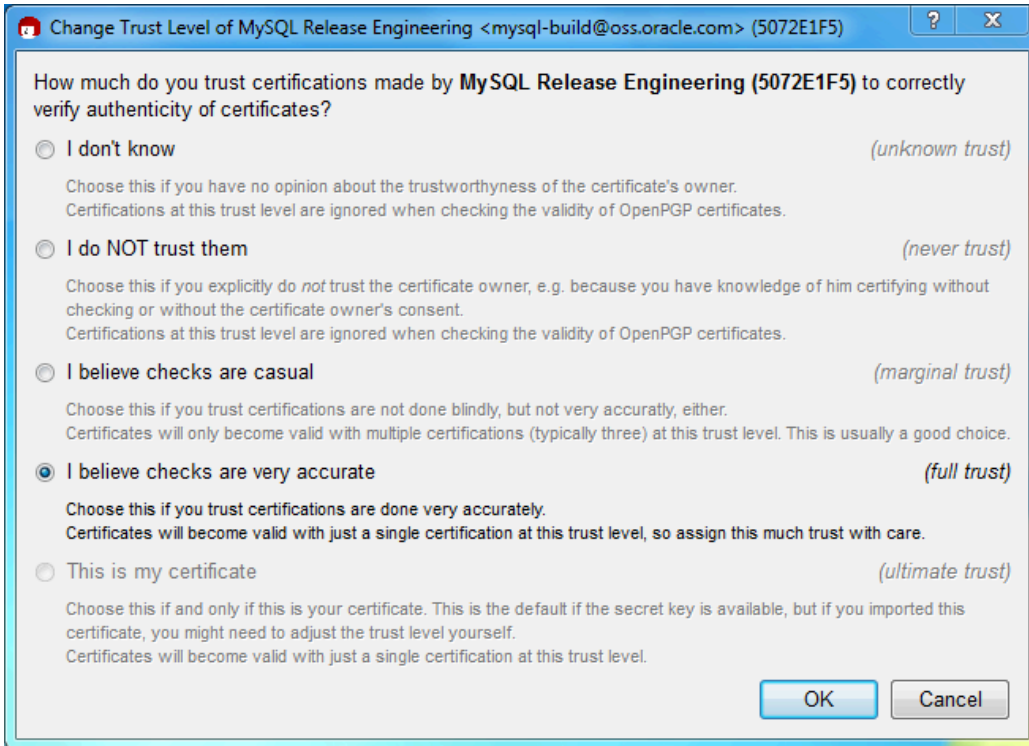 Change Trust Level of MySQL Release Engineering <mysql-build@oss.oracle.com> (5072E1F5)
How much do you trust certifications made by MySQL Release Engineering (5072E1F5) to correctly
verify authenticity of certificates?
I don't know (unknown trust)
Choose this if you have no opinion about the trustworthyness of the certificate's owner.
Certifications at this trust level are ignored when checking the validity of OpenPGP certificates.
I do NOT trust them (never trust)
Choose this if you explicitly do not trust the certificate owner, e.g. because you have knowledge of him certifying without
checking or without the certificate owner's consent.
Certifications at this trust level are ignored when checking the validity of OpenPGP certificates.
I believe checks are casual (marginal trust)
Choose this if you trust certifications are not done blindly, but not very accuratly, either.
Certificates will only become valid with multiple certifications (typically three) at this trust level. This is usually a good choice.
I believe checks are very accurate (full trust)
Choose this if you trust certifications are done very accurately.
Certificates will become valid with just a single certification at this trust level, so assign this much trust with care.
This is my certificate (ultimate trust)
Choose this if and only if this is your certificate. This is the default if the secret key is available, but if you imported this
certificate, you might need to adjust the trust level yourself.
Certificates will become valid with just a single certification at this trust level.
OK Cancel